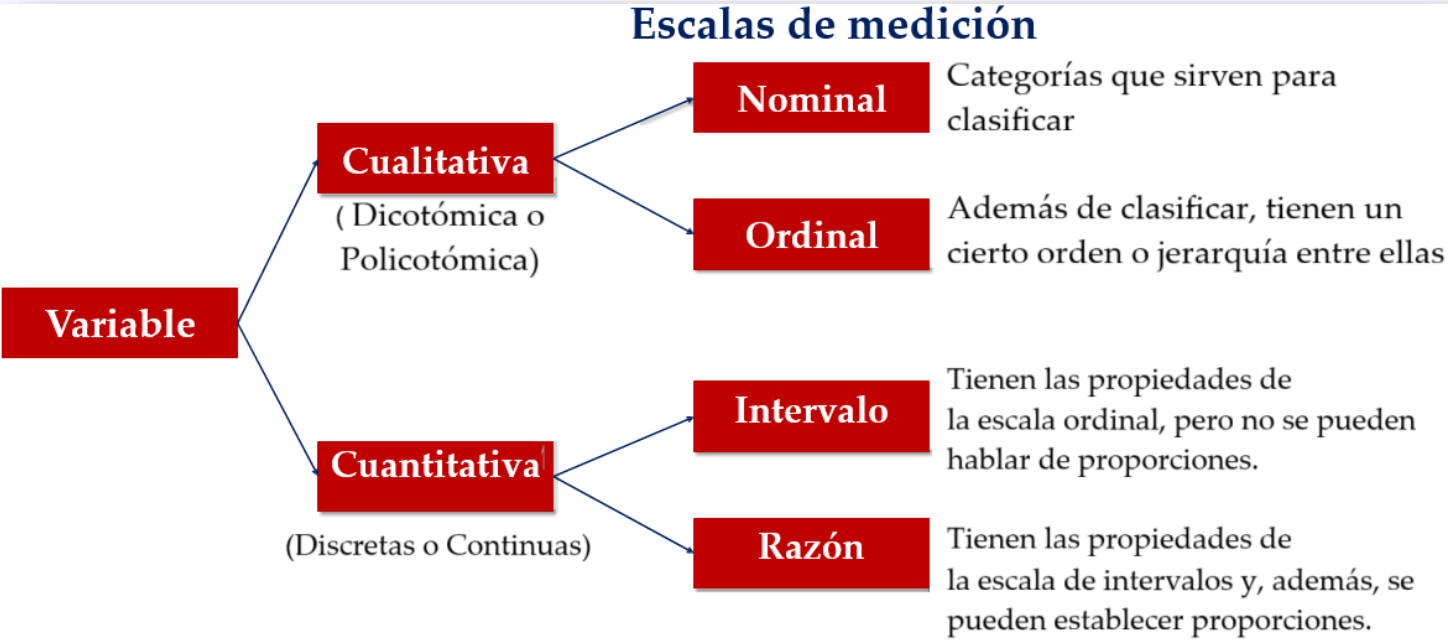 Escalas de medición
Variable
Cualitativa
( Dicotómica o
Policotómica)
Nominal
Categorías que sirven para
clasificar
Ordinal
Además de clasificar, tienen un
cierto orden o jerarquía entre ellas
Cuantitativa
(Discretas o Continuas)
Intervalo
Tienen las propiedades de
la escala ordinal, pero no se pueden
hablar de proporciones.
Razón
Tienen las propiedades de
la escala de intervalos y, además, se
pueden establecer proporciones.